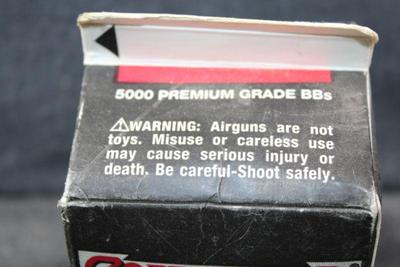 5000 PREMIUM GRADE BBs
⚠WARNING: Airguns are not
toys. Misuse or careless use
may cause serious injury or
death. Be careful-Shoot safely.